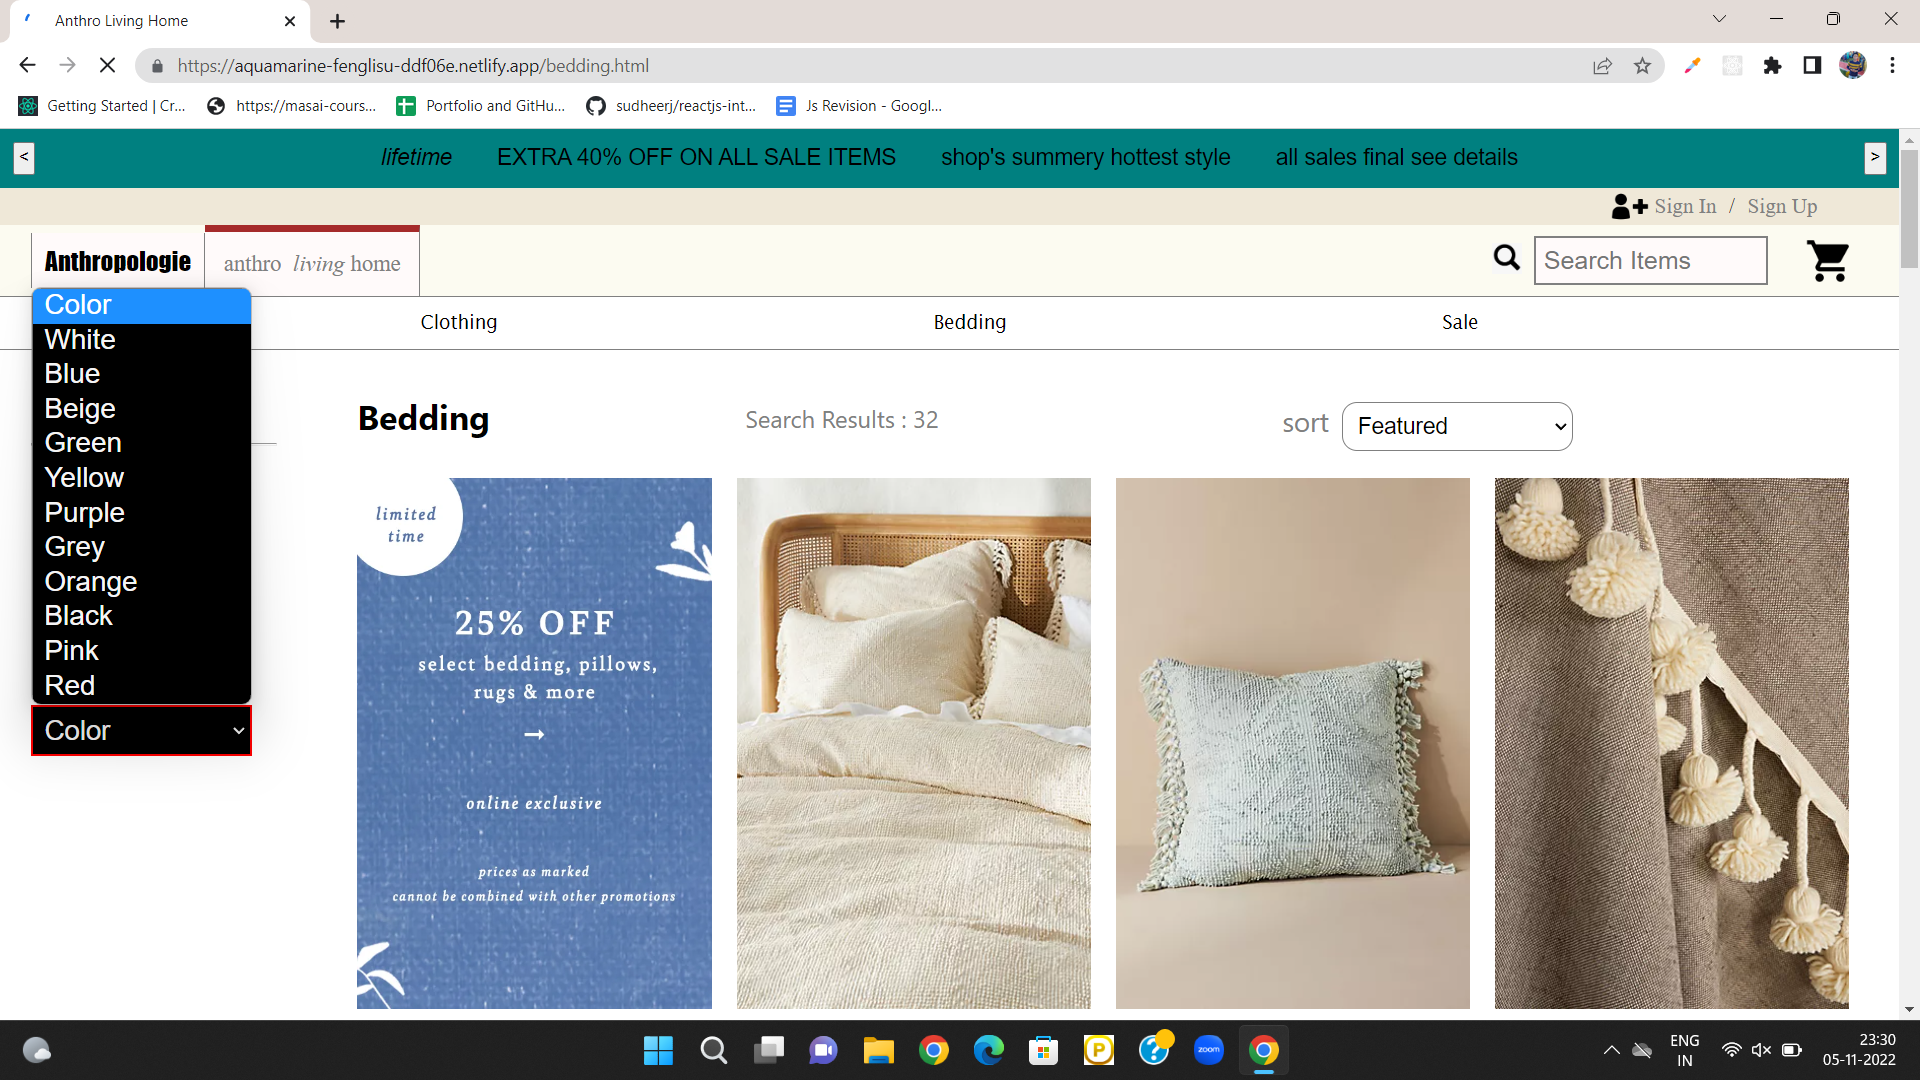 Anthro Living Home
https://aquamarine-fenglisu-ddf06e.netlify.app/bedding.html
Getting Started | Cr...
https://masai-cours...
Portfolio and GitHu...
sudheerj/reactjs-int...
Js Revision - Googl...
< lifetime EXTRA 40% OFF ON ALL SALE ITEMS shop's summery hottest style all sales final see details >
Sign In / Sign Up
Anthropologie
anthro living home
Search Items
Clothing
Bedding
Sale
Color
White
Blue
Beige
Green
Yellow
Purple
Grey
Orange
Black
Pink
Red
Color
Bedding
Search Results : 32
sort
Featured
limited
time
25% OFF
select bedding, pillows,
rugs & more
online exclusive
prices as marked
cannot be combined with other promotions
P
?
zoom
ENG
IN
23:30
05-11-2022